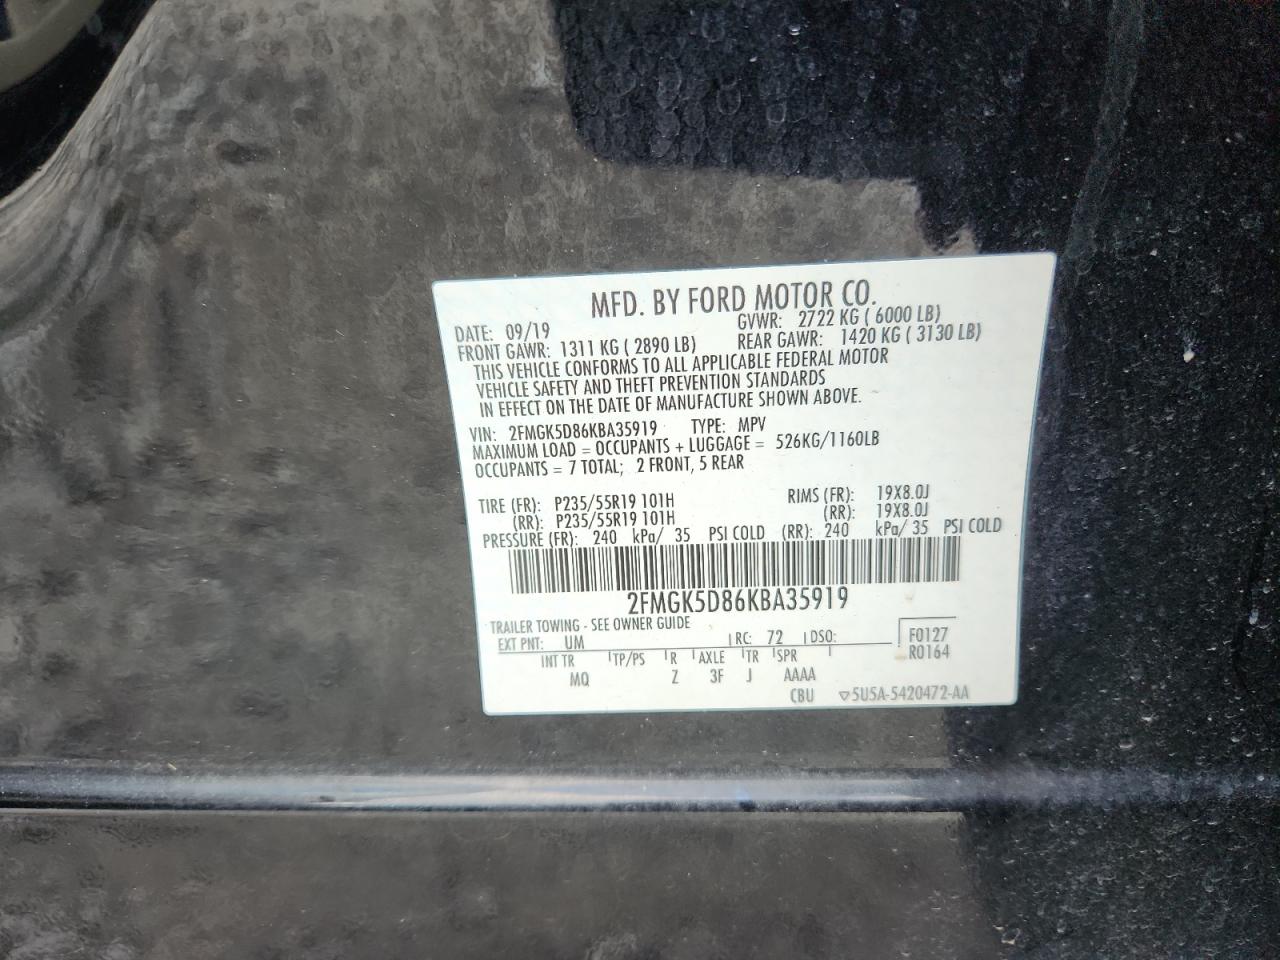 MFD. BY FORD MOTOR CO.
DATE: 09/19 GVWR: 2722 KG ( 6000 LB)
FRONT GAWR: 1311 KG ( 2890 LB) REAR GAWR: 1420 KG ( 3130 LB)
THIS VEHICLE CONFORMS TO ALL APPLICABLE FEDERAL MOTOR
VEHICLE SAFETY AND THEFT PREVENTION STANDARDS
IN EFFECT ON THE DATE OF MANUFACTURE SHOWN ABOVE.
VIN: 2FMGK5D86KBA35919 TYPE: MPV
MAXIMUM LOAD = OCCUPANTS + LUGGAGE = 526KG/1160LB
OCCUPANTS = 7 TOTAL; 2 FRONT, 5 REAR
TIRE (FR): P235/55R19 101H RIMS (FR): 19X8.0J
(RR): P235/55R19 101H (RR): 19X8.0J
PRESSURE (FR): 240 kPa/ 35 PSI COLD (RR): 240 kPa/ 35 PSI COLD
2FMGK5D86KBA35919
TRAILER TOWING - SEE OWNER GUIDE
EXT PNT: UM RC: 72 DSO: F0127
INT TR TP/PS R AXLE TR SPR R0164
MQ Z 3F J AAAA
CBU ▽5U5A-5420472-AA